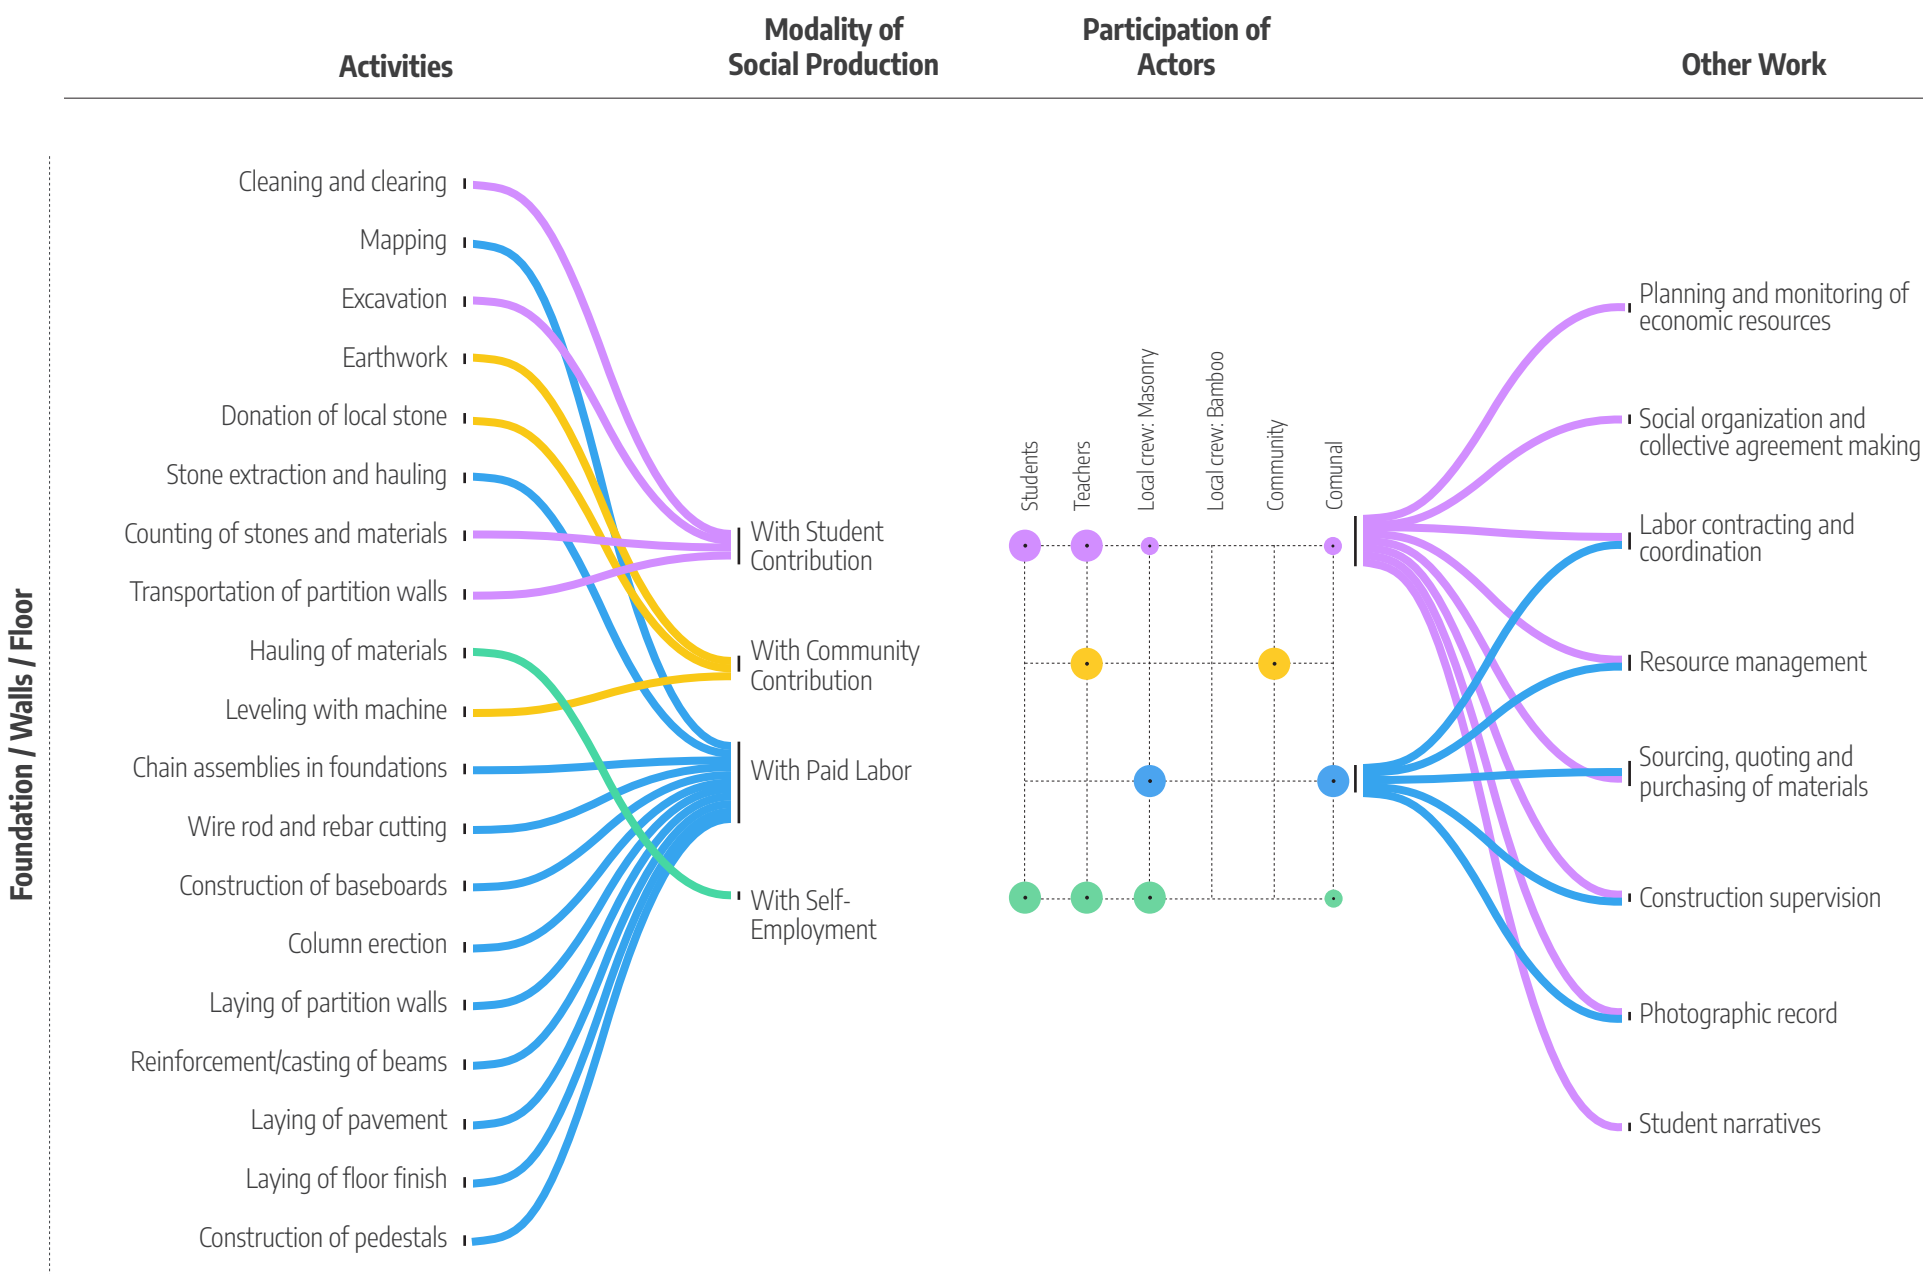 Activities
Modality of
Social Production
Participation of
Actors
Other Work
Foundation / Walls / Floor
Cleaning and clearing
Mapping
Excavation
Earthwork
Donation of local stone
Stone extraction and hauling
Counting of stones and materials
Transportation of partition walls
Hauling of materials
Leveling with machine
Chain assemblies in foundations
Wire rod and rebar cutting
Construction of baseboards
Column erection
Laying of partition walls
Reinforcement/casting of beams
Laying of pavement
Laying of floor finish
Construction of pedestals
With Student
Contribution
With Community
Contribution
With Paid Labor
With Self-
Employment
Students
Teachers
Local crew: Masonry
Local crew: Bamboo
Community
Comunal
Planning and monitoring of
economic resources
Social organization and
collective agreement making
Labor contracting and
coordination
Resource management
Sourcing, quoting and
purchasing of materials
Construction supervision
Photographic record
Student narratives